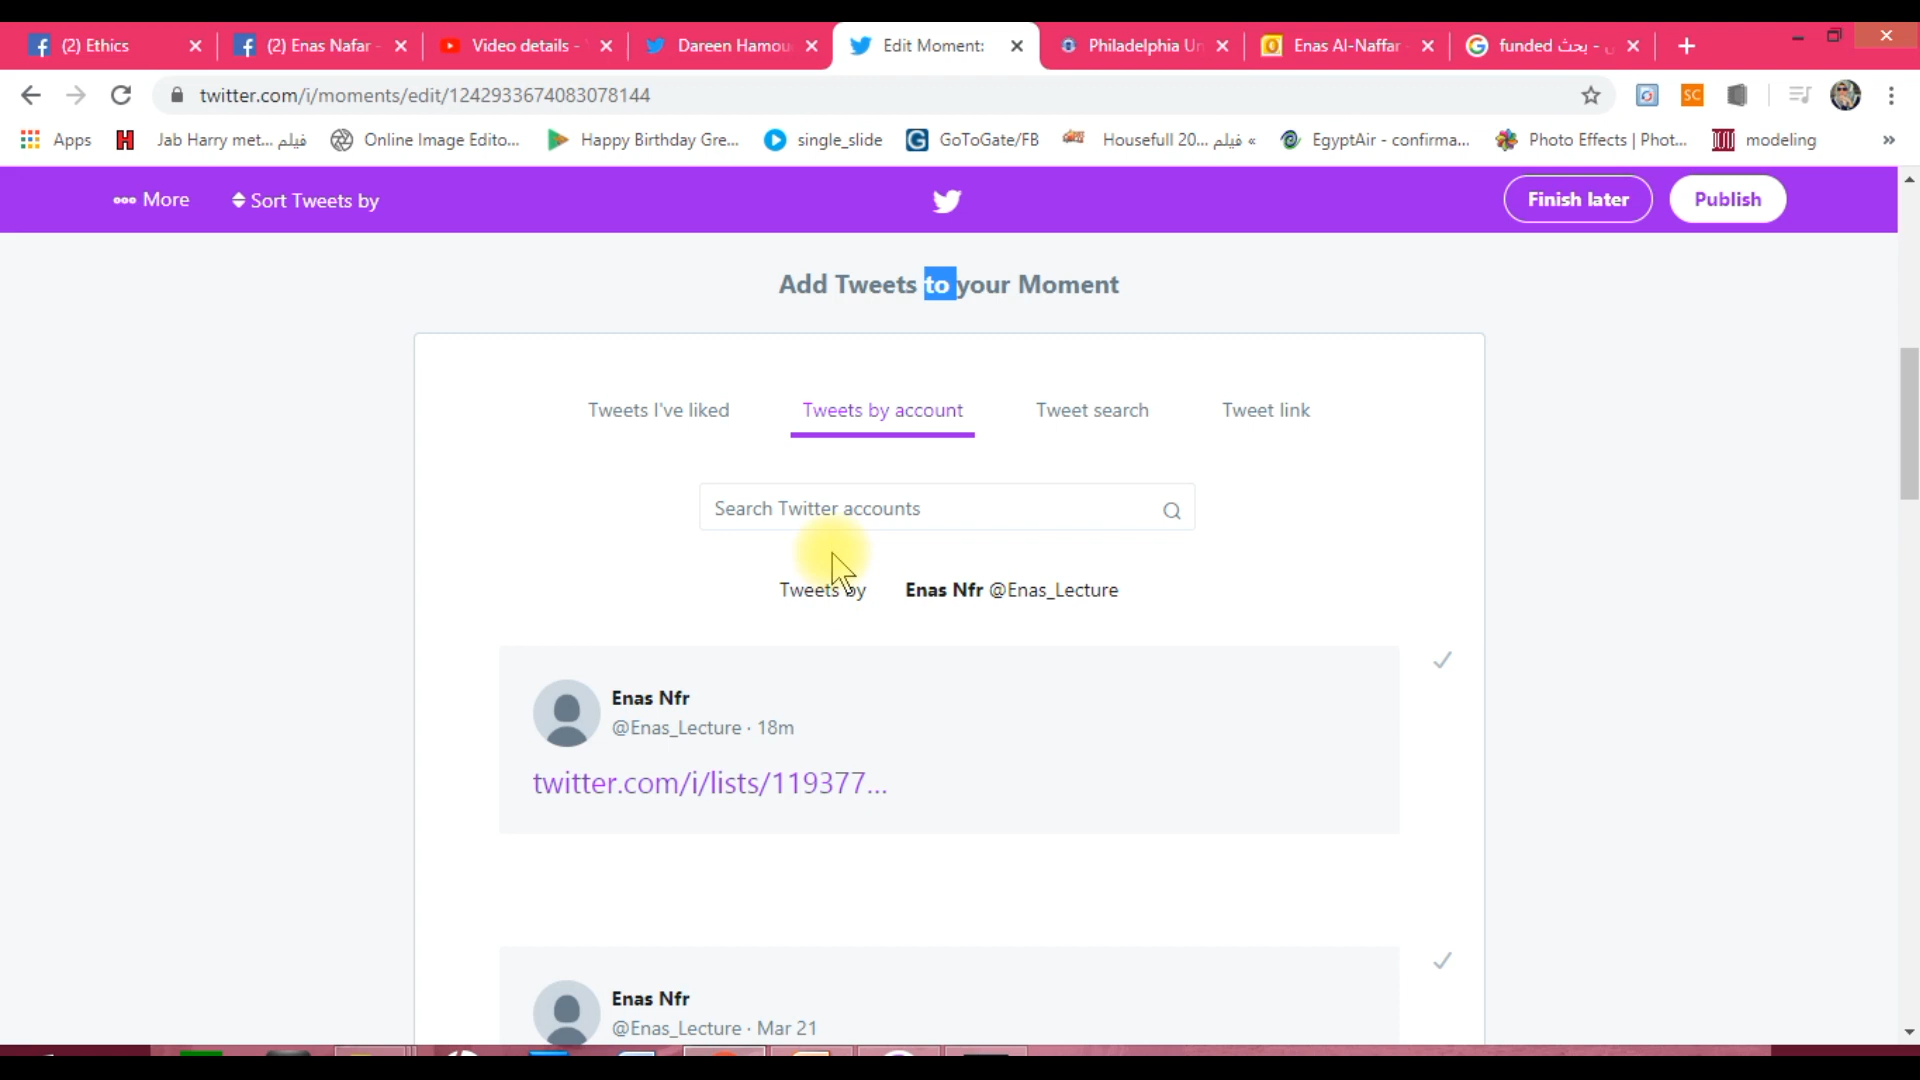 (2) Ethics
(2) Enas Nafar -
Video details -
Dareen Hamou
Edit Moment:
Philadelphia Un
Enas Al-Naffar
funded بحث -
twitter.com/i/moments/edit/1242933674083078144
SC
Apps
Jab Harry met... فيلم
Online Image Edito...
Happy Birthday Gre...
single_slide
GoToGate/FB
Housefull 20... فيلم »
EgyptAir - confirma...
Photo Effects | Phot...
modeling
»
More
Sort Tweets by
Finish later
Publish
Add Tweets to your Moment
Tweets I've liked
Tweets by account
Tweet search
Tweet link
Search Twitter accounts
Tweets by
Enas Nfr @Enas_Lecture
Enas Nfr
@Enas_Lecture · 18m
twitter.com/i/lists/119377...
Enas Nfr
@Enas_Lecture · Mar 21